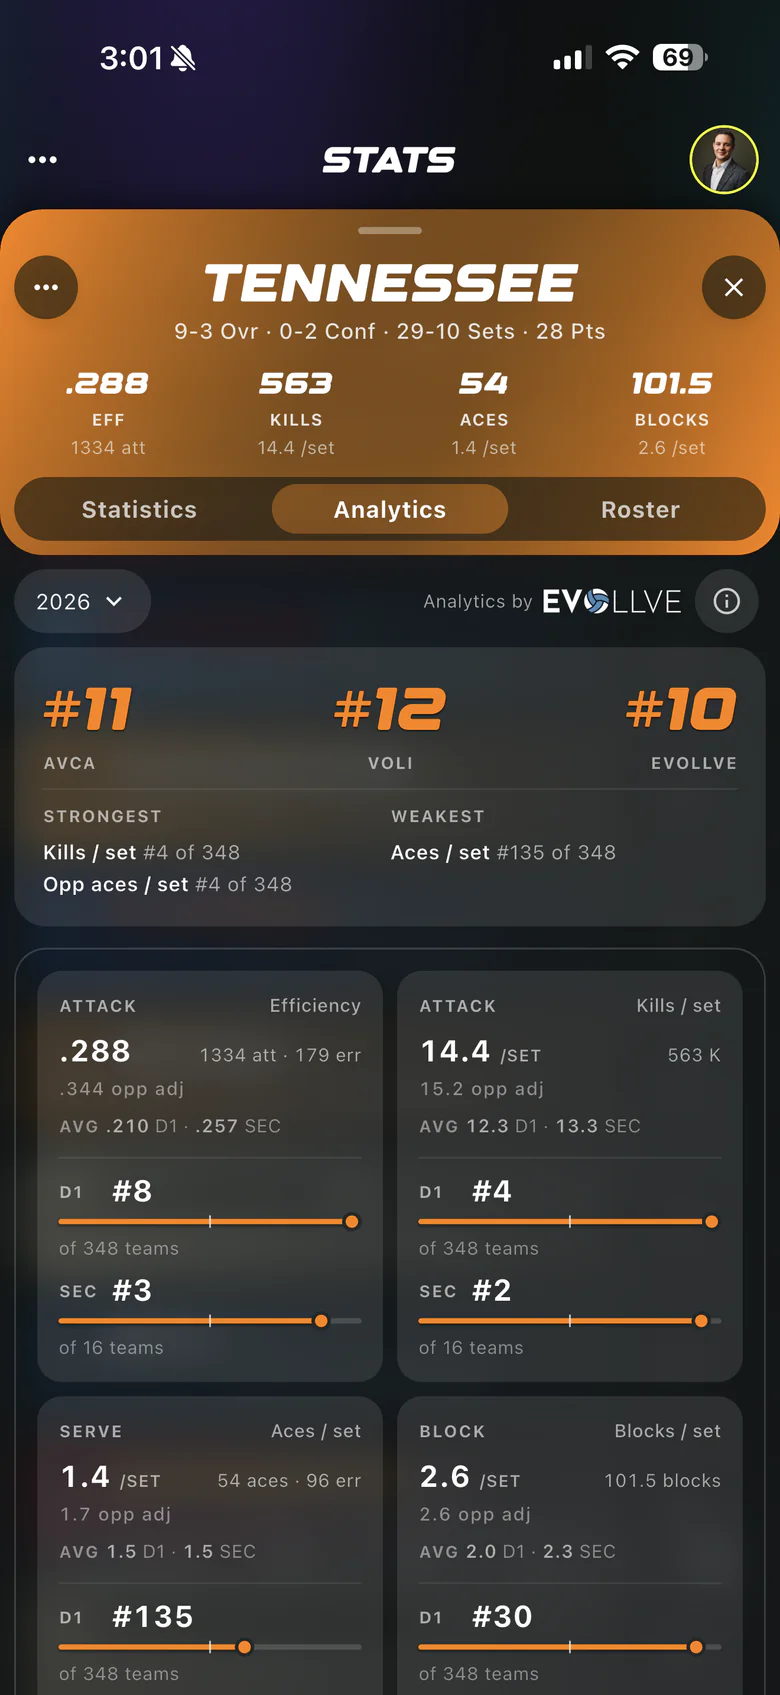 3:01
69
STATS
TENNESSEE
9-3 Ovr · 0-2 Conf · 29-10 Sets · 28 Pts
.288 563 54 101.5
EFF KILLS ACES BLOCKS
1334 att 14.4 /set 1.4 /set 2.6 /set
Statistics Analytics Roster
2026 Analytics by EVOLLVE
#11 #12 #10
AVCA VOLI EVOLLVE
STRONGEST WEAKEST
Kills / set #4 of 348 Aces / set #135 of 348
Opp aces / set #4 of 348
ATTACK Efficiency
.288 1334 att · 179 err
.344 opp adj
AVG .210 D1 · .257 SEC
D1 #8
of 348 teams
SEC #3
of 16 teams
ATTACK Kills / set
14.4 /SET 563 K
15.2 opp adj
AVG 12.3 D1 · 13.3 SEC
D1 #4
of 348 teams
SEC #2
of 16 teams
SERVE Aces / set
1.4 /SET 54 aces · 96 err
1.7 opp adj
AVG 1.5 D1 · 1.5 SEC
D1 #135
of 348 teams
BLOCK Blocks / set
2.6 /SET 101.5 blocks
2.6 opp adj
AVG 2.0 D1 · 2.3 SEC
D1 #30
of 348 teams